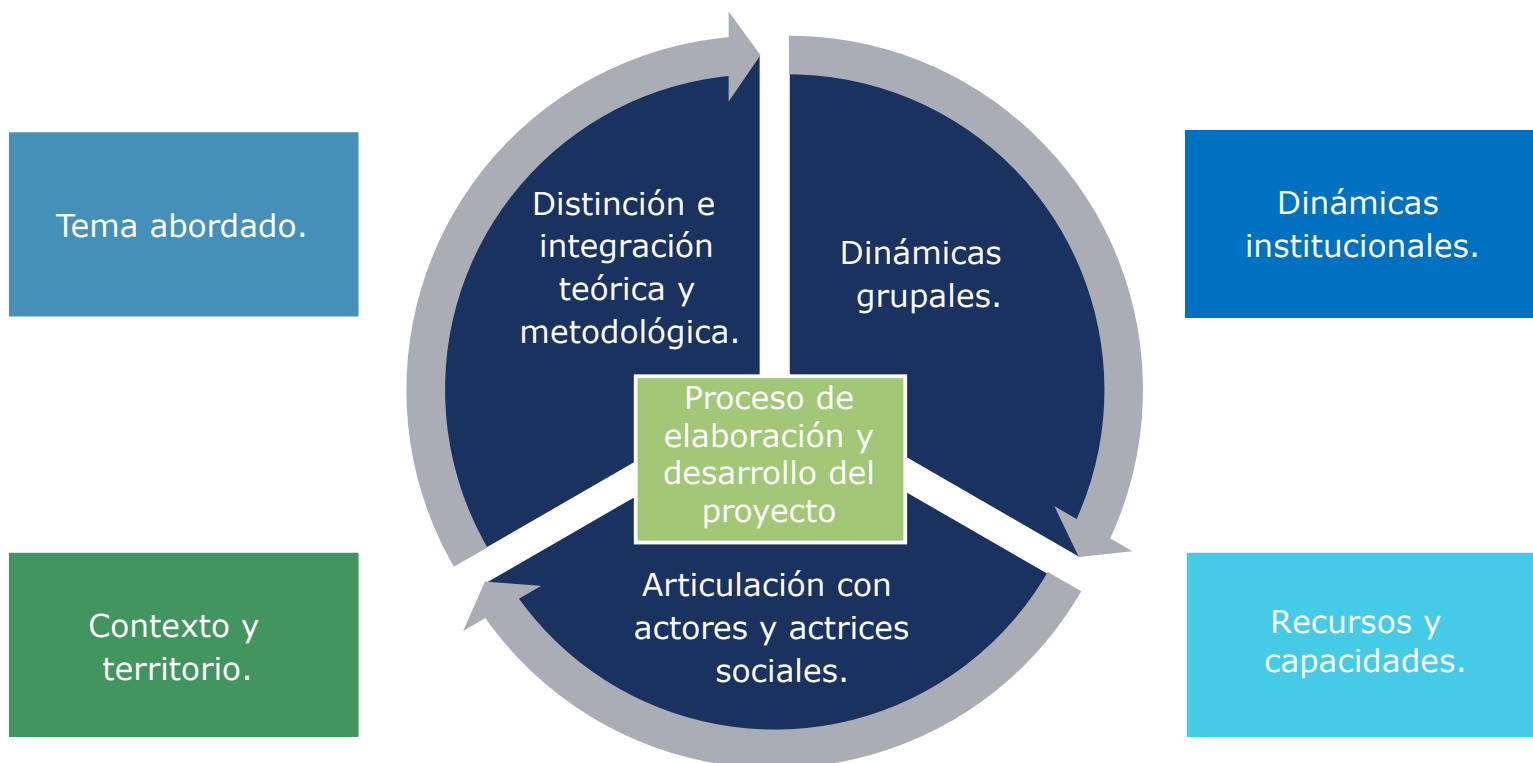 Tema abordado.
Distinción e
integración
teórica y
metodológica.
Dinámicas
grupales.
Dinámicas
institucionales.
Proceso de
elaboración y
desarrollo del
proyecto
Contexto y
territorio.
Articulación con
actores y actrices
sociales.
Recursos y
capacidades.